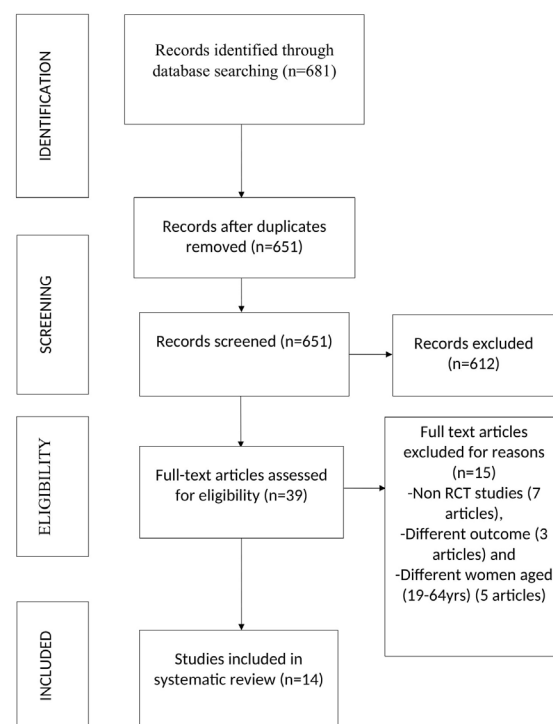 IDENTIFICATION
Records identified through
database searching (n=681)
Records after duplicates
removed (n=651)
SCREENING
Records screened (n=651)
Records excluded
(n=612)
ELIGIBILITY
Full-text articles assessed
for eligibility (n=39)
Full text articles
excluded for reasons
(n=15)
-Non RCT studies (7
articles),
-Different outcome (3
articles) and
-Different women aged
(19-64yrs) (5 articles)
INCLUDED
Studies included in
systematic review (n=14)